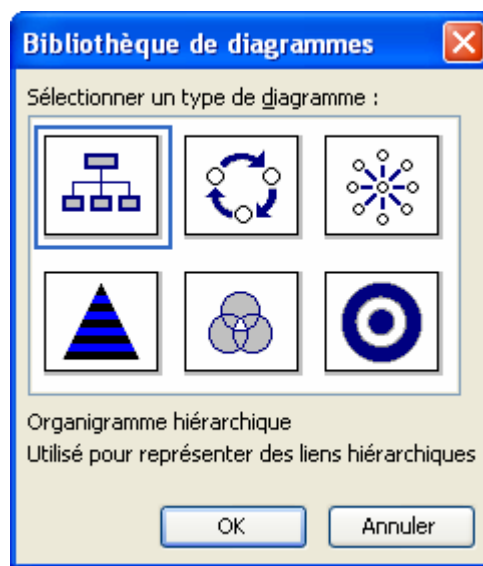 Bibliothèque de diagrammes
Sélectionner un type de diagramme :
Organigramme hiérarchique
Utilisé pour représenter des liens hiérarchiques
OK
Annuler